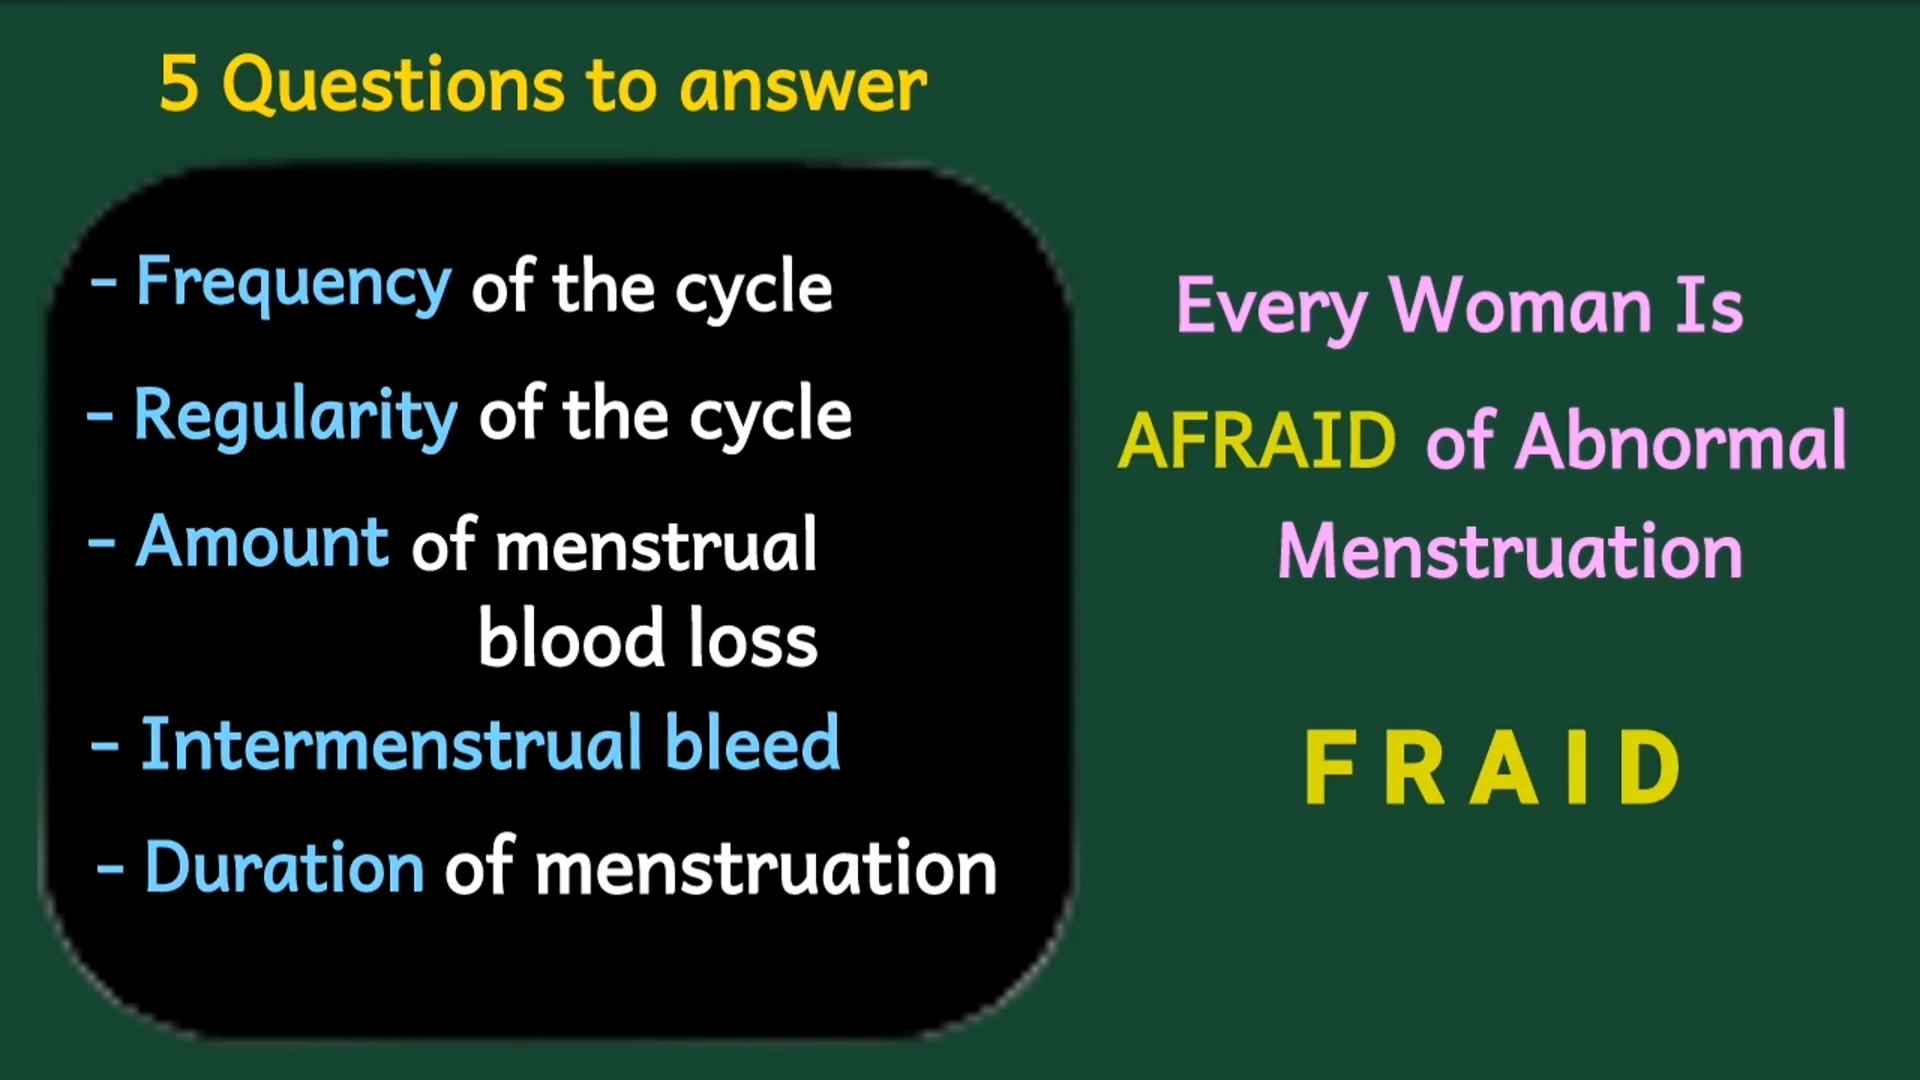 5 Questions to answer
- Frequency of the cycle
- Regularity of the cycle
- Amount of menstrual
blood loss
- Intermenstrual bleed
- Duration of menstruation
Every Woman Is
AFRAID of Abnormal
Menstruation
F R A I D